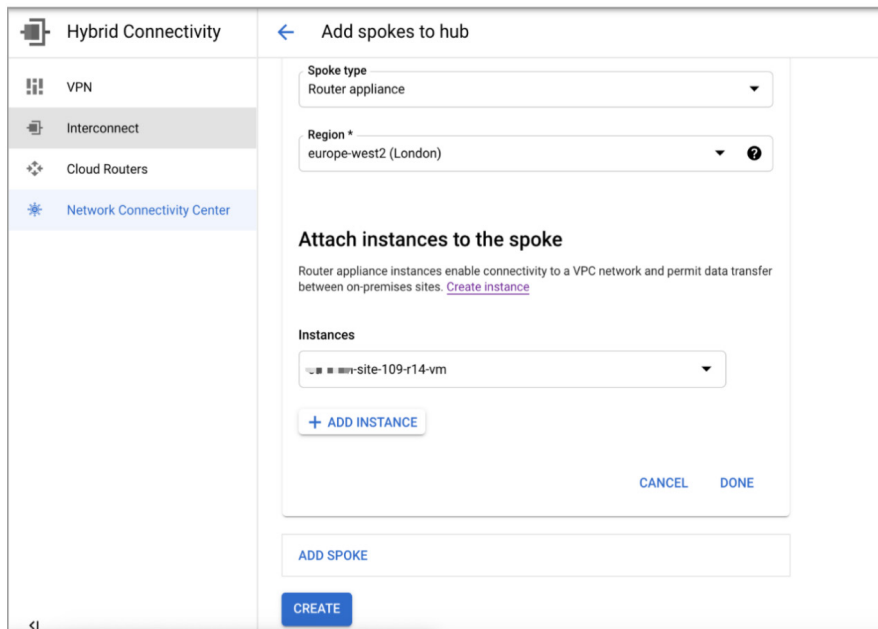 Hybrid Connectivity
Add spokes to hub
VPN
Interconnect
Cloud Routers
Network Connectivity Center
Spoke type
Router appliance
Region *
europe-west2 (London)
Attach instances to the spoke
Router appliance instances enable connectivity to a VPC network and permit data transfer
between on-premises sites. Create instance
Instances
-site-109-r14-vm
+ ADD INSTANCE
CANCEL
DONE
ADD SPOKE
CREATE